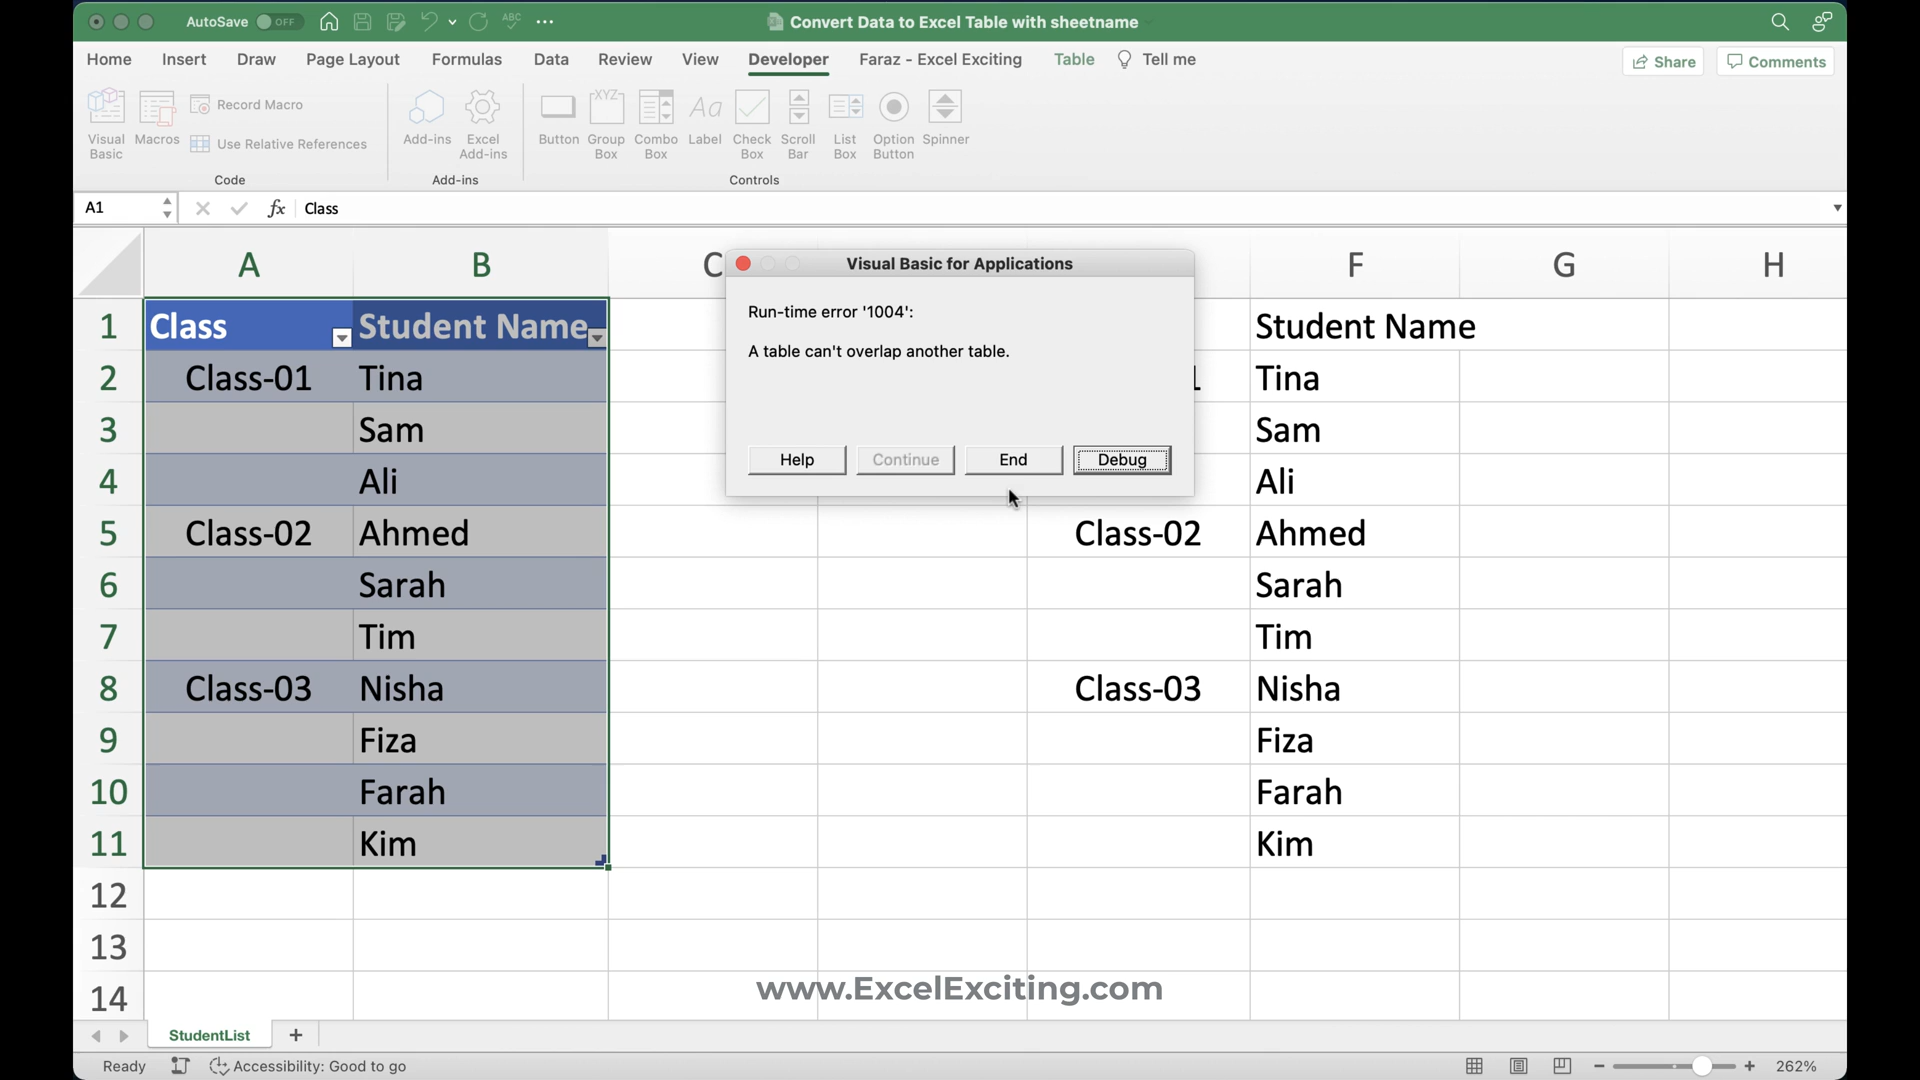 AutoSave OFF
ABC
Convert Data to Excel Table with sheetname
Home Insert Draw Page Layout Formulas Data Review View Developer Faraz - Excel Exciting Table Tell me
Share Comments
Visual Basic
Macros
Record Macro
Use Relative References
Code
Add-ins
Excel Add-ins
Add-ins
Button
XYZ
Group Box
Combo Box
Aa
Label
Check Box
Scroll Bar
List Box
Option Button
Spinner
Controls
A1 fx Class
A B C F G H
Visual Basic for Applications
Run-time error '1004':
A table can't overlap another table.
Help Continue End Debug
1 Class Student Name Student Name
2 Class-01 Tina 1 Tina
3 Sam Sam
4 Ali Ali
5 Class-02 Ahmed Class-02 Ahmed
6 Sarah Sarah
7 Tim Tim
8 Class-03 Nisha Class-03 Nisha
9 Fiza Fiza
10 Farah Farah
11 Kim Kim
12
13
14
www.ExcelExciting.com
StudentList +
Ready Accessibility: Good to go 262%